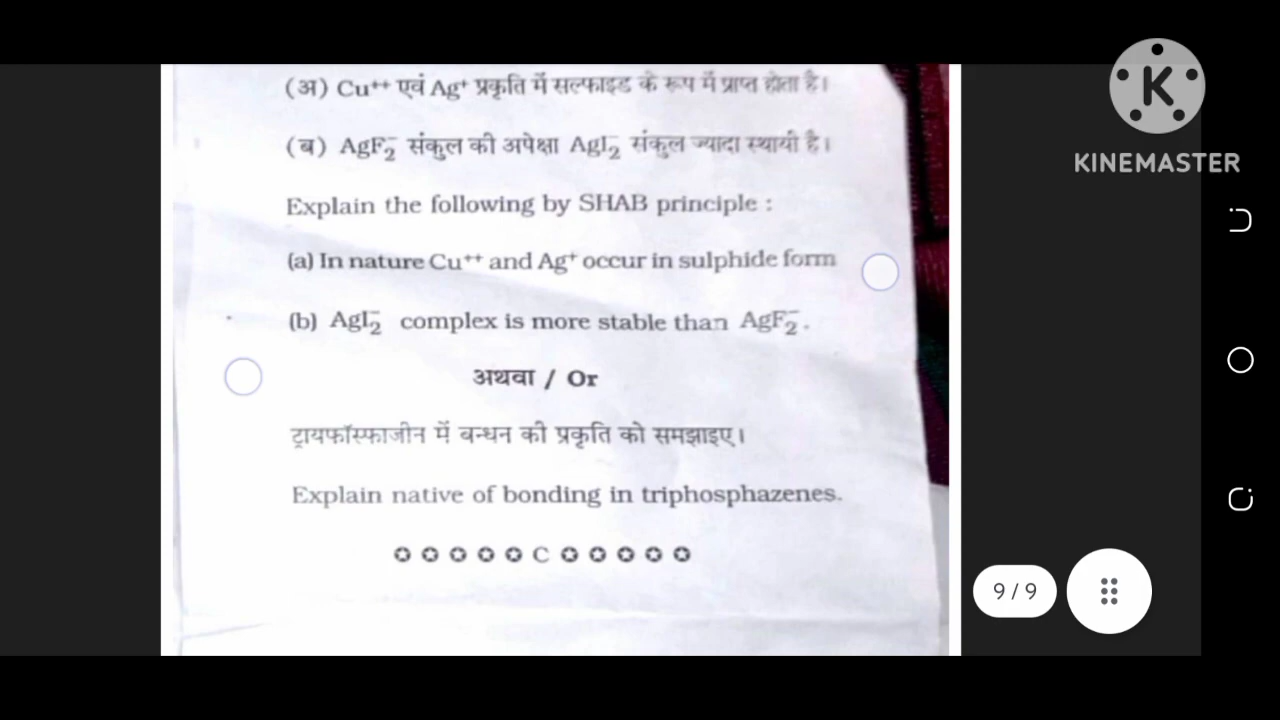 (अ) Cu⁺⁺ एवं Ag⁺ प्रकृति में सल्फाइड के रूप में प्राप्त होता है।
(ब) AgF₂⁻ संकुल की अपेक्षा AgI₂⁻ संकुल ज्यादा स्थायी है।
Explain the following by SHAB principle :
(a) In nature Cu⁺⁺ and Ag⁺ occur in sulphide form
(b) AgI₂⁻ complex is more stable than AgF₂⁻.
अथवा / Or
ट्रायफॉस्फाजीन में बन्धन की प्रकृति को समझाइए।
Explain native of bonding in triphosphazenes.
✪ ✪ ✪ ✪ ✪ C ✪ ✪ ✪ ✪ ✪
K
KINEMASTER
9 / 9